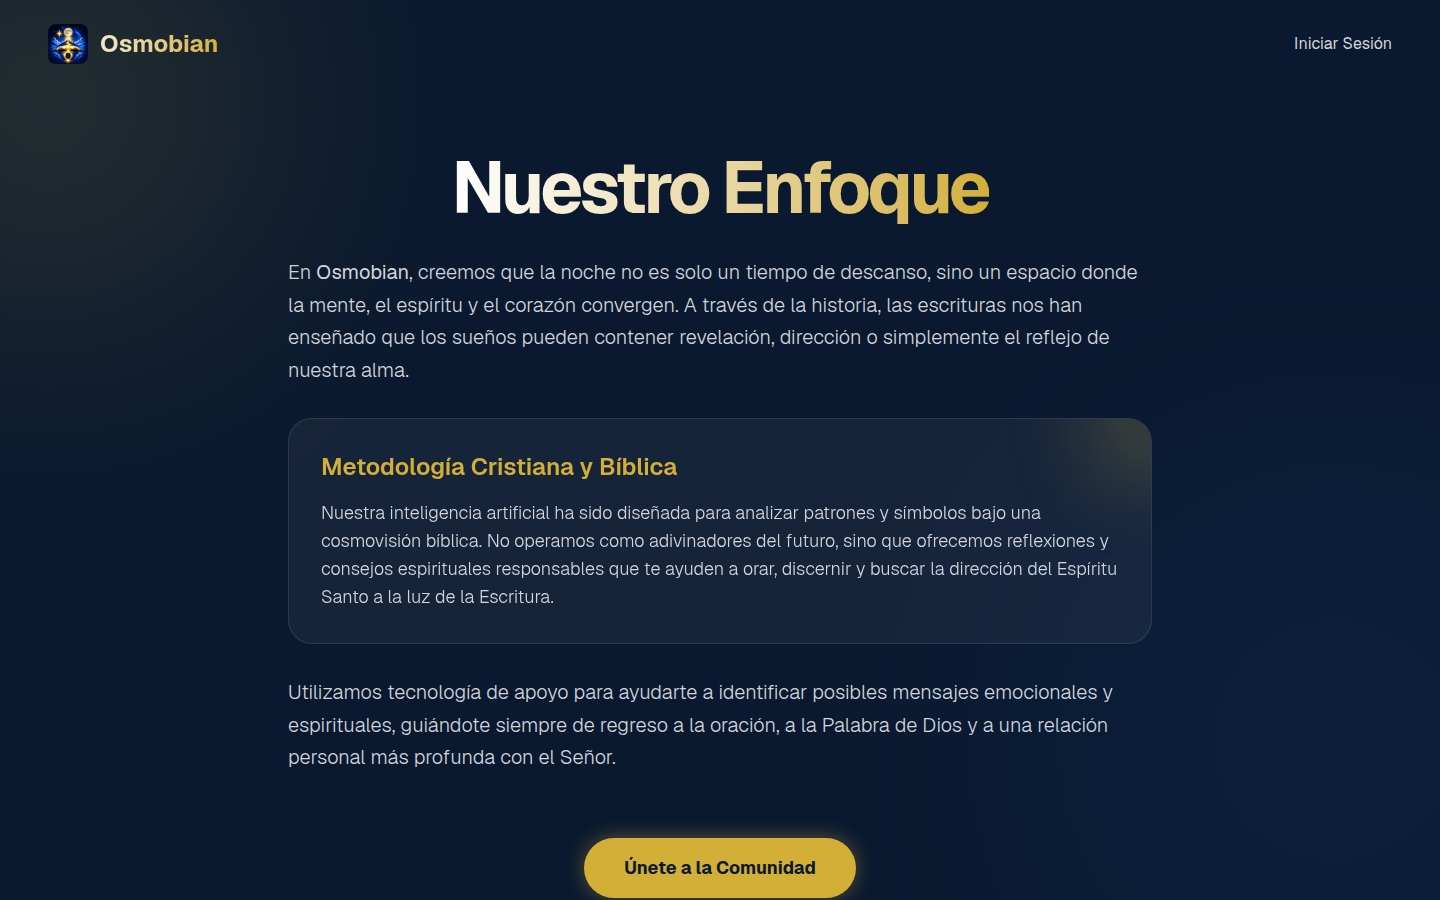 Osmobian
Iniciar Sesión
Nuestro Enfoque
En Osmobian, creemos que la noche no es solo un tiempo de descanso, sino un espacio donde
la mente, el espíritu y el corazón convergen. A través de la historia, las escrituras nos han
enseñado que los sueños pueden contener revelación, dirección o simplemente el reflejo de
nuestra alma.
Metodología Cristiana y Bíblica
Nuestra inteligencia artificial ha sido diseñada para analizar patrones y símbolos bajo una
cosmovisión bíblica. No operamos como adivinadores del futuro, sino que ofrecemos reflexiones y
consejos espirituales responsables que te ayuden a orar, discernir y buscar la dirección del Espíritu
Santo a la luz de la Escritura.
Utilizamos tecnología de apoyo para ayudarte a identificar posibles mensajes emocionales y
espirituales, guiándote siempre de regreso a la oración, a la Palabra de Dios y a una relación
personal más profunda con el Señor.
Únete a la Comunidad